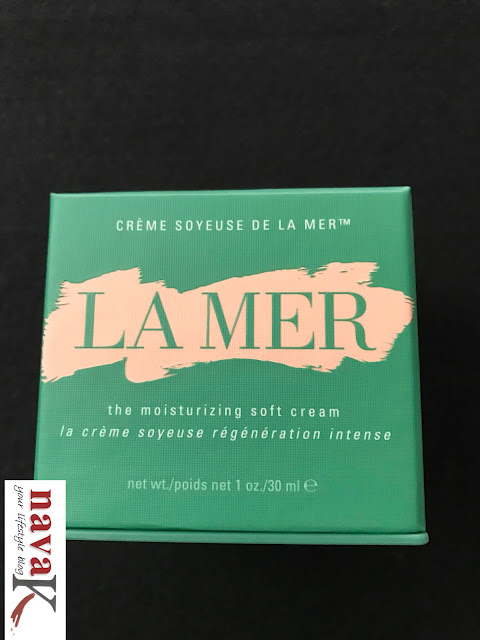 CRÈME SOYEUSE DE LA MER™
LA MER
the moisturizing soft cream
la crème soyeuse régénération intense
net wt./poids net 1 oz./30 ml ℮
navaK
your lifestyle blog